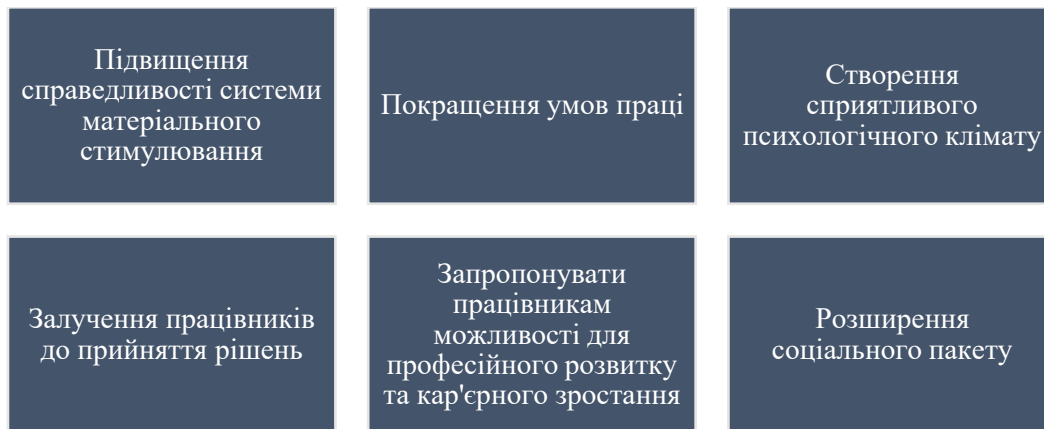 Підвищення
справедливості системи
матеріального
стимулювання
Покращення умов праці
Створення
сприятливого
психологічного клімату
Залучення працівників
до прийняття рішень
Запропонувати
працівникам
можливості для
професійного розвитку
та кар'єрного зростання
Розширення
соціального пакету